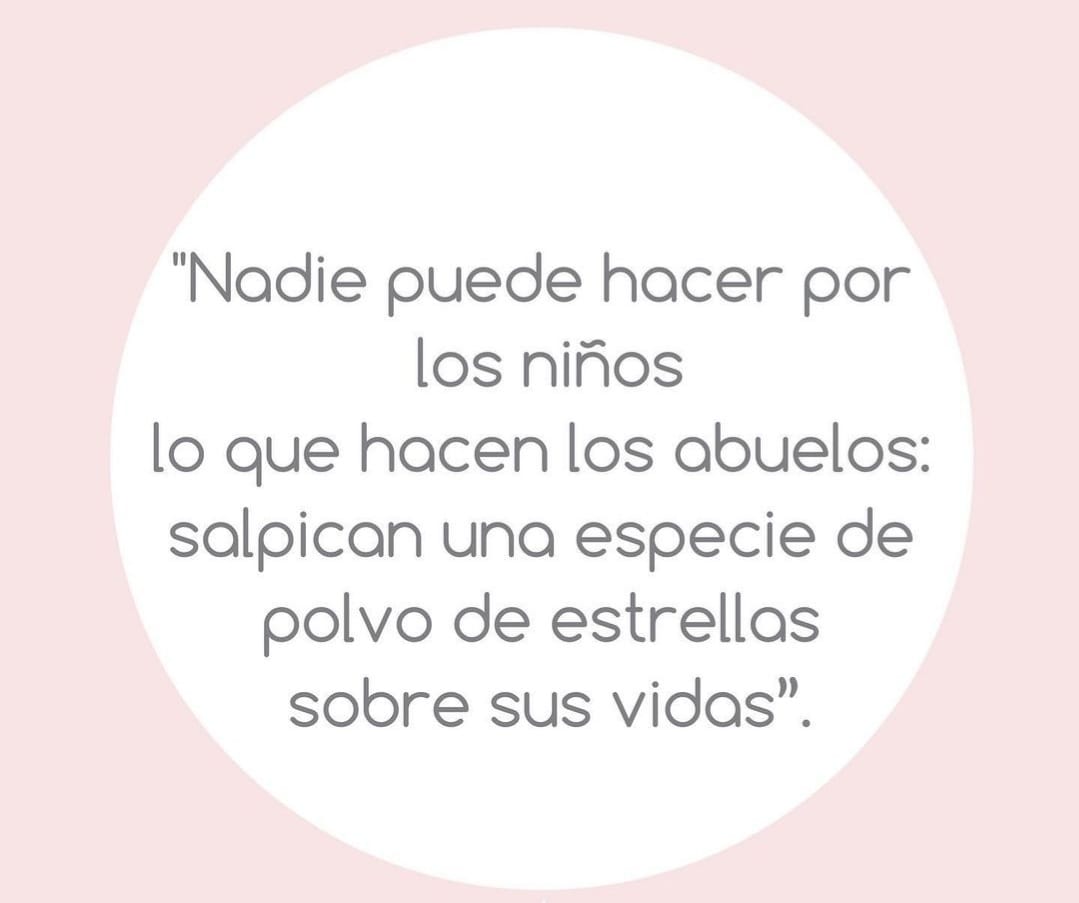 "Nadie puede hacer por
los niños
lo que hacen los abuelos:
salpican una especie de
polvo de estrellas
sobre sus vidas”.